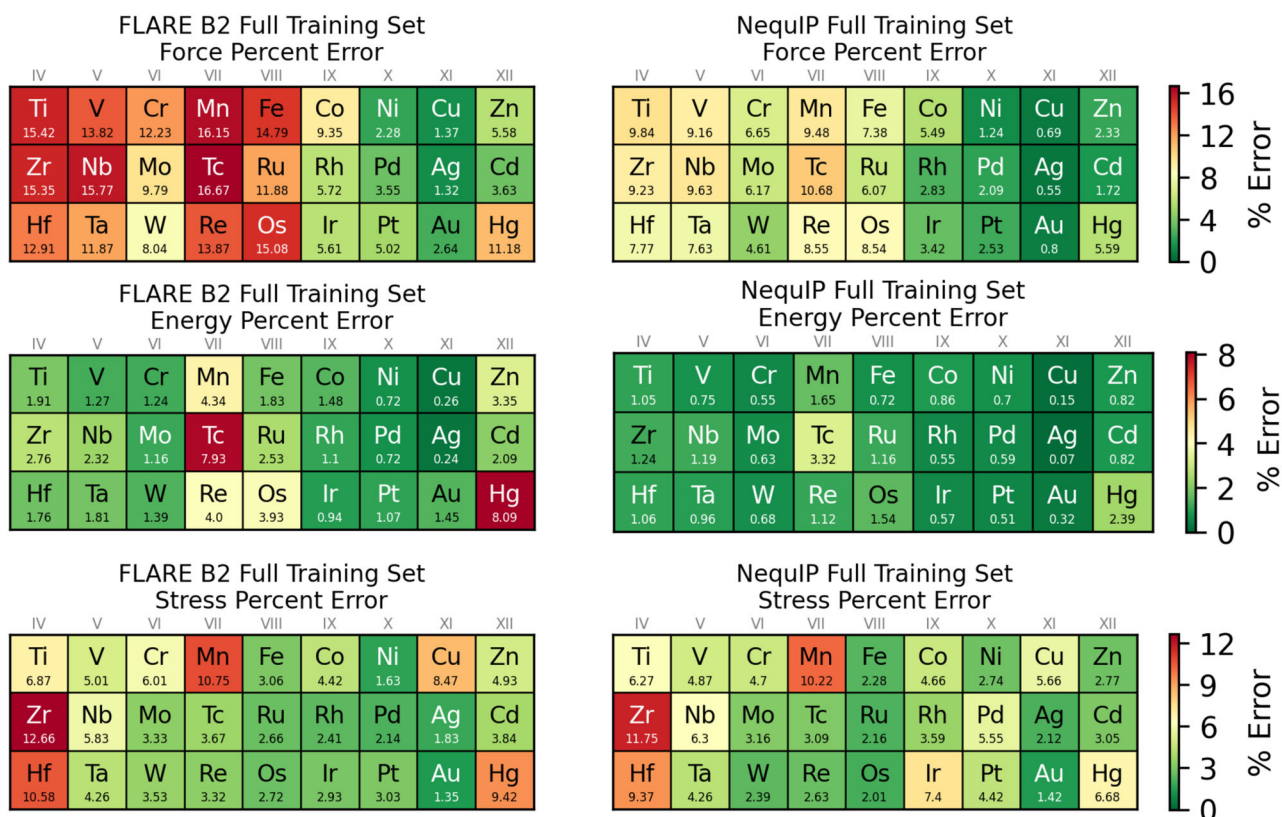 FLARE B2 Full Training Set
Force Percent Error
IV V VI VII VIII IX X XI XII
Ti V Cr Mn Fe Co Ni Cu Zn
15.42 13.82 12.23 16.15 14.79 9.35 2.28 1.37 5.58
Zr Nb Mo Tc Ru Rh Pd Ag Cd
15.35 15.77 9.79 16.67 11.88 5.72 3.55 1.32 3.63
Hf Ta W Re Os Ir Pt Au Hg
12.91 11.87 8.04 13.87 15.08 5.61 5.02 2.64 11.18
NequIP Full Training Set
Force Percent Error
IV V VI VII VIII IX X XI XII
Ti V Cr Mn Fe Co Ni Cu Zn
9.84 9.16 6.65 9.48 7.38 5.49 1.24 0.69 2.33
Zr Nb Mo Tc Ru Rh Pd Ag Cd
9.23 9.63 6.17 10.68 6.07 2.83 2.09 0.55 1.72
Hf Ta W Re Os Ir Pt Au Hg
7.77 7.63 4.61 8.55 8.54 3.42 2.53 0.8 5.59
16
12
8
4
0
% Error
FLARE B2 Full Training Set
Energy Percent Error
IV V VI VII VIII IX X XI XII
Ti V Cr Mn Fe Co Ni Cu Zn
1.91 1.27 1.24 4.34 1.83 1.48 0.72 0.26 3.35
Zr Nb Mo Tc Ru Rh Pd Ag Cd
2.76 2.32 1.16 7.93 2.53 1.1 0.72 0.24 2.09
Hf Ta W Re Os Ir Pt Au Hg
1.76 1.81 1.39 4.0 3.93 0.94 1.07 1.45 8.09
NequIP Full Training Set
Energy Percent Error
IV V VI VII VIII IX X XI XII
Ti V Cr Mn Fe Co Ni Cu Zn
1.05 0.75 0.55 1.65 0.72 0.86 0.7 0.15 0.82
Zr Nb Mo Tc Ru Rh Pd Ag Cd
1.24 1.19 0.63 3.32 1.16 0.55 0.59 0.07 0.82
Hf Ta W Re Os Ir Pt Au Hg
1.06 0.96 0.68 1.12 1.54 0.57 0.51 0.32 2.39
8
6
4
2
0
% Error
FLARE B2 Full Training Set
Stress Percent Error
IV V VI VII VIII IX X XI XII
Ti V Cr Mn Fe Co Ni Cu Zn
6.87 5.01 6.01 10.75 3.06 4.42 1.63 8.47 4.93
Zr Nb Mo Tc Ru Rh Pd Ag Cd
12.66 5.83 3.33 3.67 2.66 2.41 2.14 1.83 3.84
Hf Ta W Re Os Ir Pt Au Hg
10.58 4.26 3.53 3.32 2.72 2.93 3.03 1.35 9.42
NequIP Full Training Set
Stress Percent Error
IV V VI VII VIII IX X XI XII
Ti V Cr Mn Fe Co Ni Cu Zn
6.27 4.87 4.7 10.22 2.28 4.66 2.74 5.66 2.77
Zr Nb Mo Tc Ru Rh Pd Ag Cd
11.75 6.3 3.16 3.09 2.16 3.59 5.55 2.12 3.05
Hf Ta W Re Os Ir Pt Au Hg
9.37 4.26 2.39 2.63 2.01 7.4 4.42 1.42 6.68
12
9
6
3
0
% Error